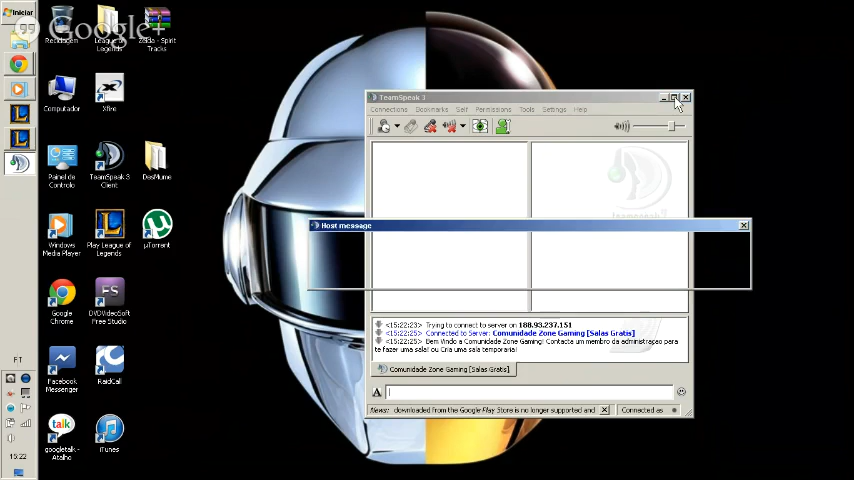 Iniciar
Google+
Reciclagem
League of
Legends
Zelda - Spirit
Tracks
Computador
Xfire
Painel de
Controlo
TeamSpeak 3
Client
DesMume
Windows
Media Player
Play League of
Legends
µTorrent
Google
Chrome
DVDVideoSoft
Free Studio
Facebook
Messenger
RaidCall
talk
googletalk -
Atalho
iTunes
PT
15:22
TeamSpeak 3
Connections Bookmarks Self Permissions Tools Settings Help
Host message
<15:22:23> Trying to connect to server on 188.93.237.151
<15:22:25> Connected to Server: Comunidade Zone Gaming [Salas Gratis]
<15:22:25> Bem Vindo a Comunidade Zone Gaming! Contacta um membro da administraçao para
te fazer uma sala! ou Cria uma sala temporaria!
Comunidade Zone Gaming [Salas Gratis]
News: downloaded from the Google Play Store is no longer supported and
Connected as